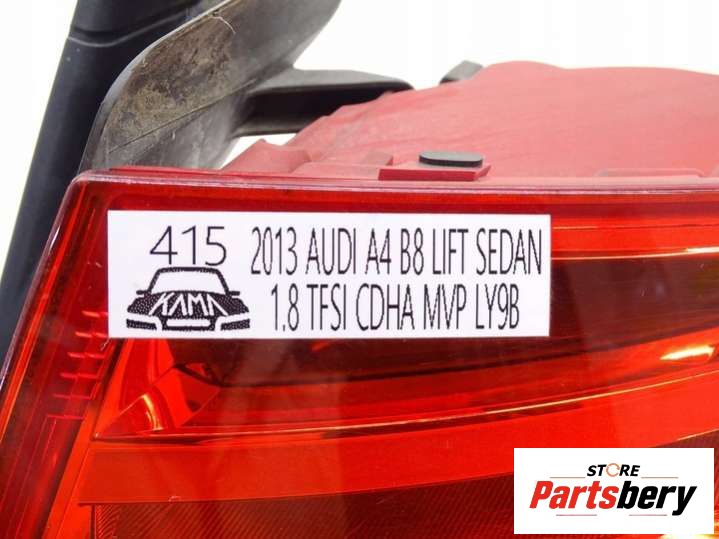 415
KAMA
2013 AUDI A4 B8 LIFT SEDAN
1.8 TFSI CDHA MVP LY9B
STORE
Partsbery